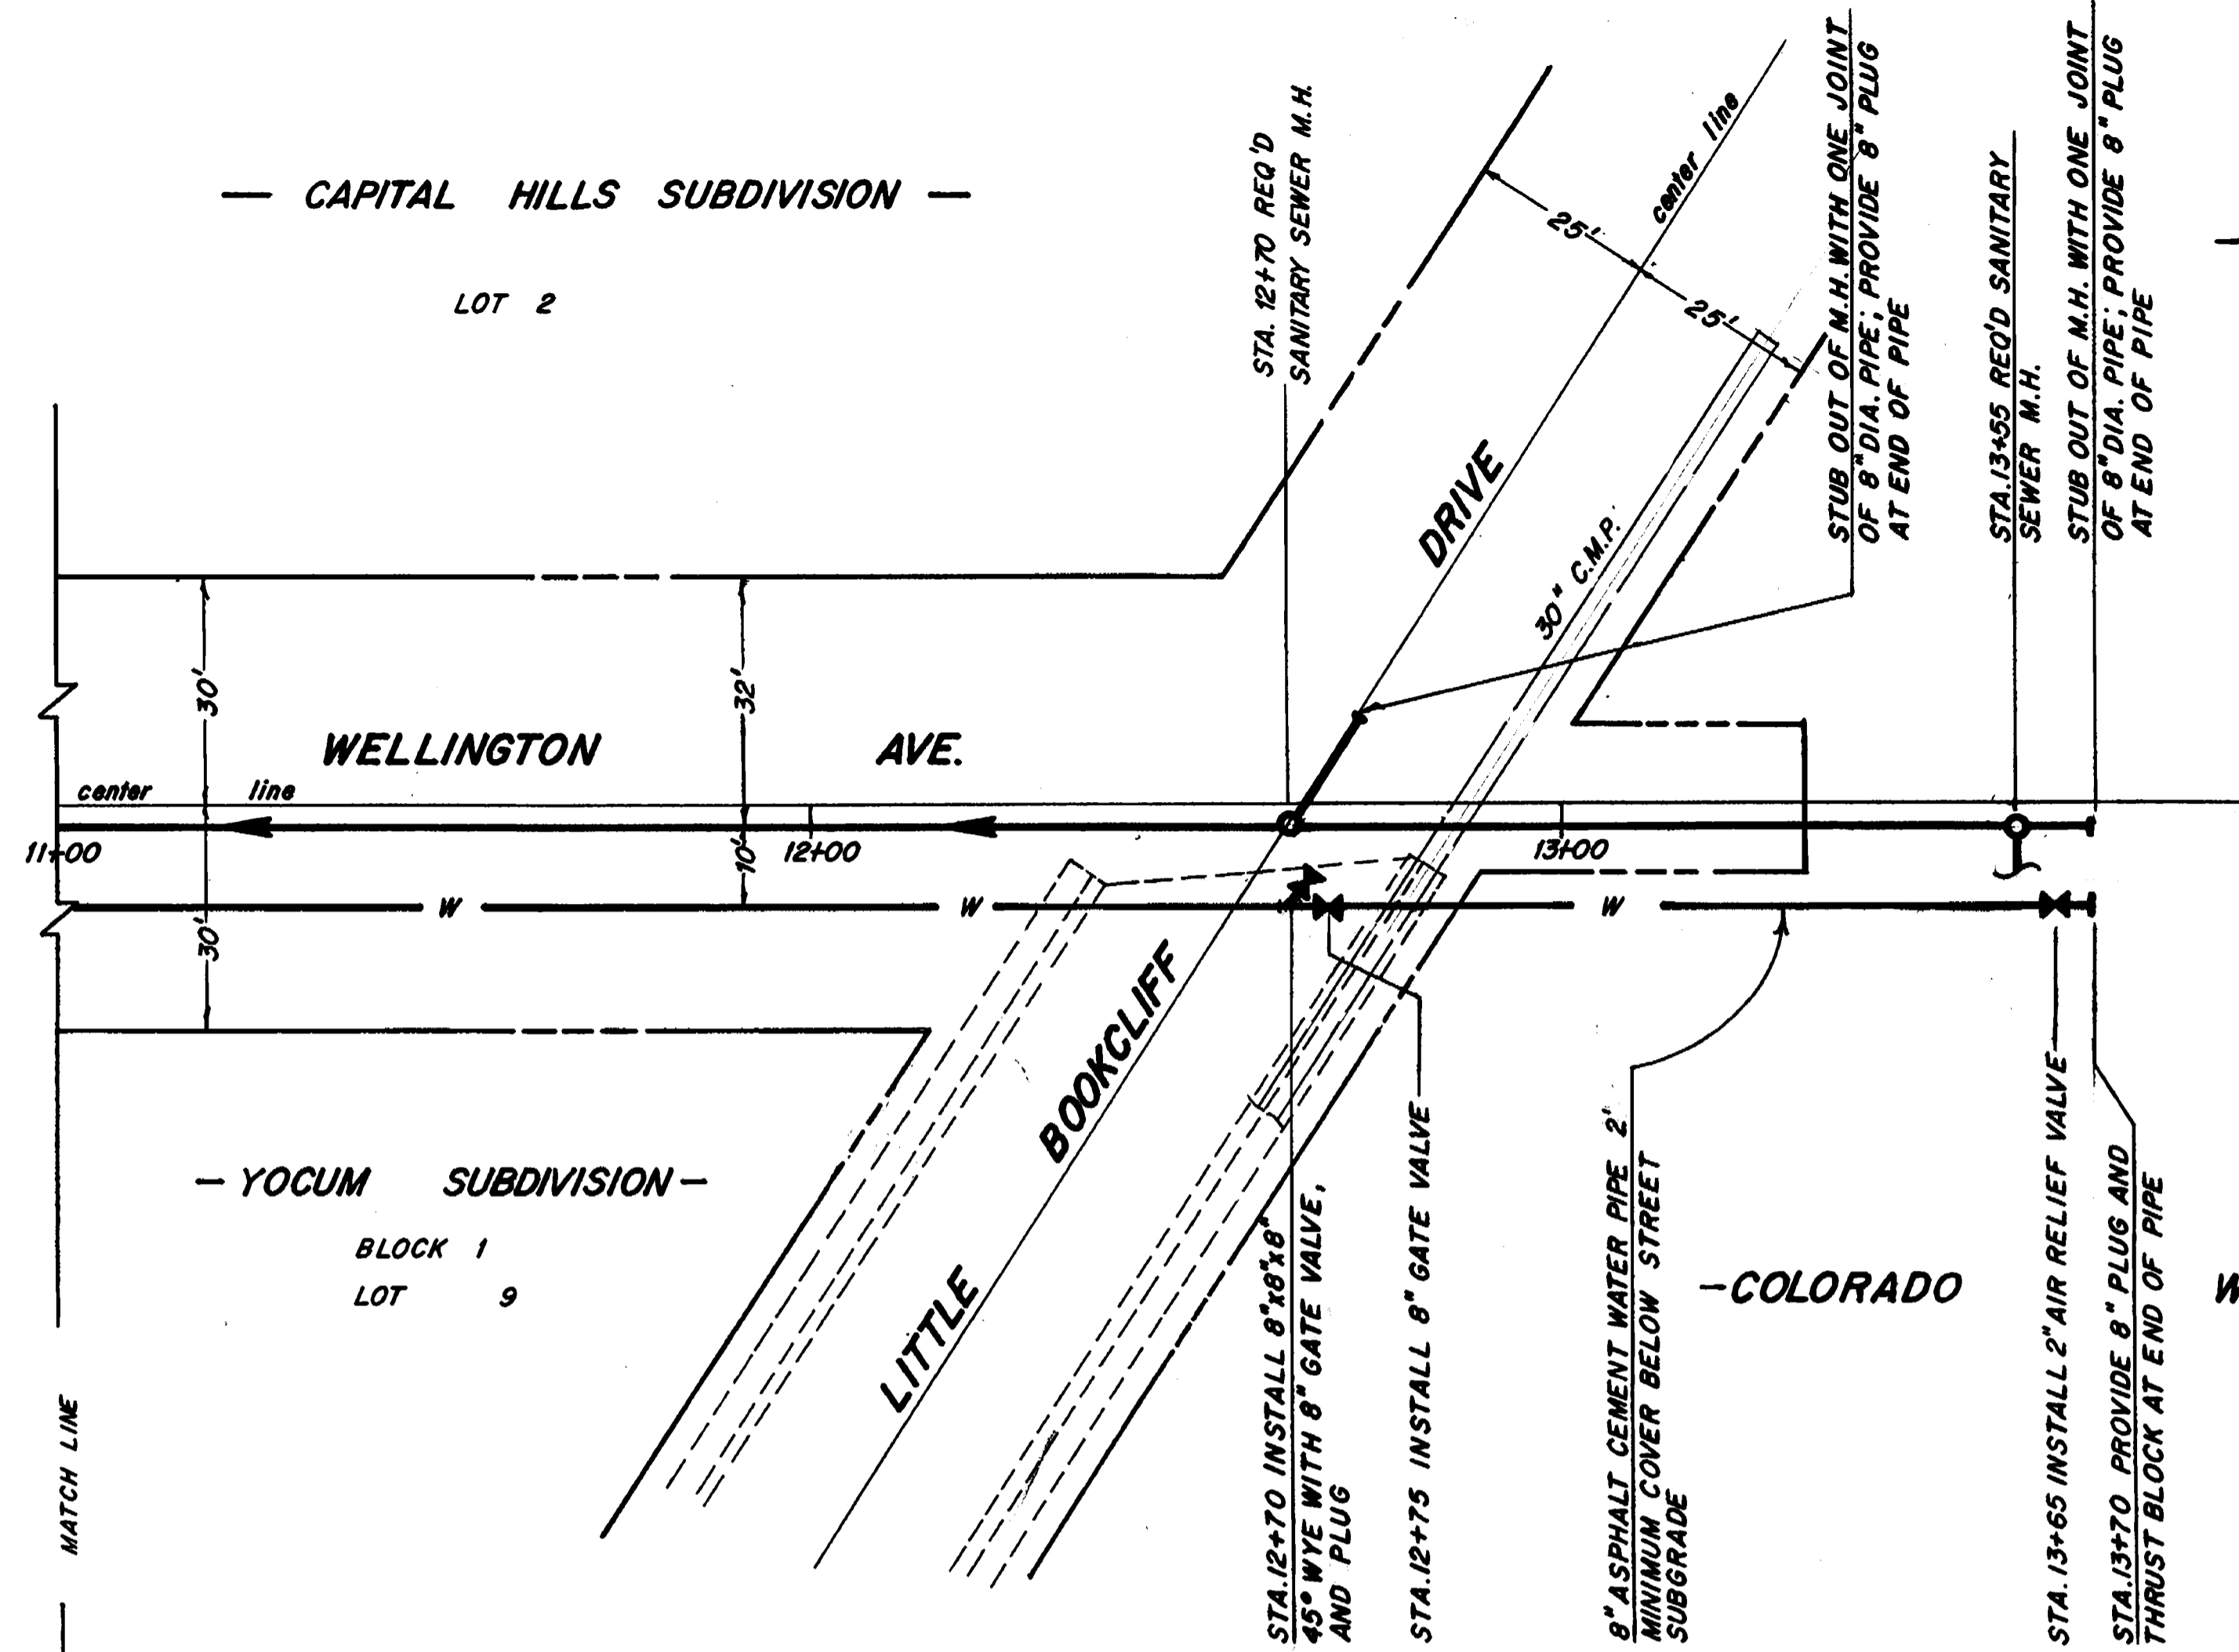 — CAPITAL HILLS SUBDIVISION —
LOT 2
STA. 12+70 REQ'D
SANITARY SEWER M.H.
center line
25'
25'
STUB OUT OF M.H. WITH ONE JOINT
OF 8" DIA. PIPE; PROVIDE 8" PLUG
AT END OF PIPE
STA. 13+55 REQ'D SANITARY
SEWER M.H.
STUB OUT OF M.H. WITH ONE JOINT
OF 8" DIA. PIPE; PROVIDE 8" PLUG
AT END OF PIPE
DRIVE
30" C.M.P.
30'
32'
WELLINGTON AVE.
center line
11+00
10'
12+00
13+00
W
W
W
30'
BOOKCLIFF
LITTLE
— YOCUM SUBDIVISION —
BLOCK 1
LOT 9
MATCH LINE
STA. 12+70 INSTALL 8"x8"x8"
45° WYE WITH 8" GATE VALVE,
AND PLUG
STA. 12+75 INSTALL 8" GATE VALVE
8" ASPHALT CEMENT WATER PIPE 2'
MINIMUM COVER BELOW STREET
SUBGRADE
— COLORADO
W
STA. 13+65 INSTALL 2" AIR RELIEF VALVE
STA. 13+70 PROVIDE 8" PLUG AND
THRUST BLOCK AT END OF PIPE